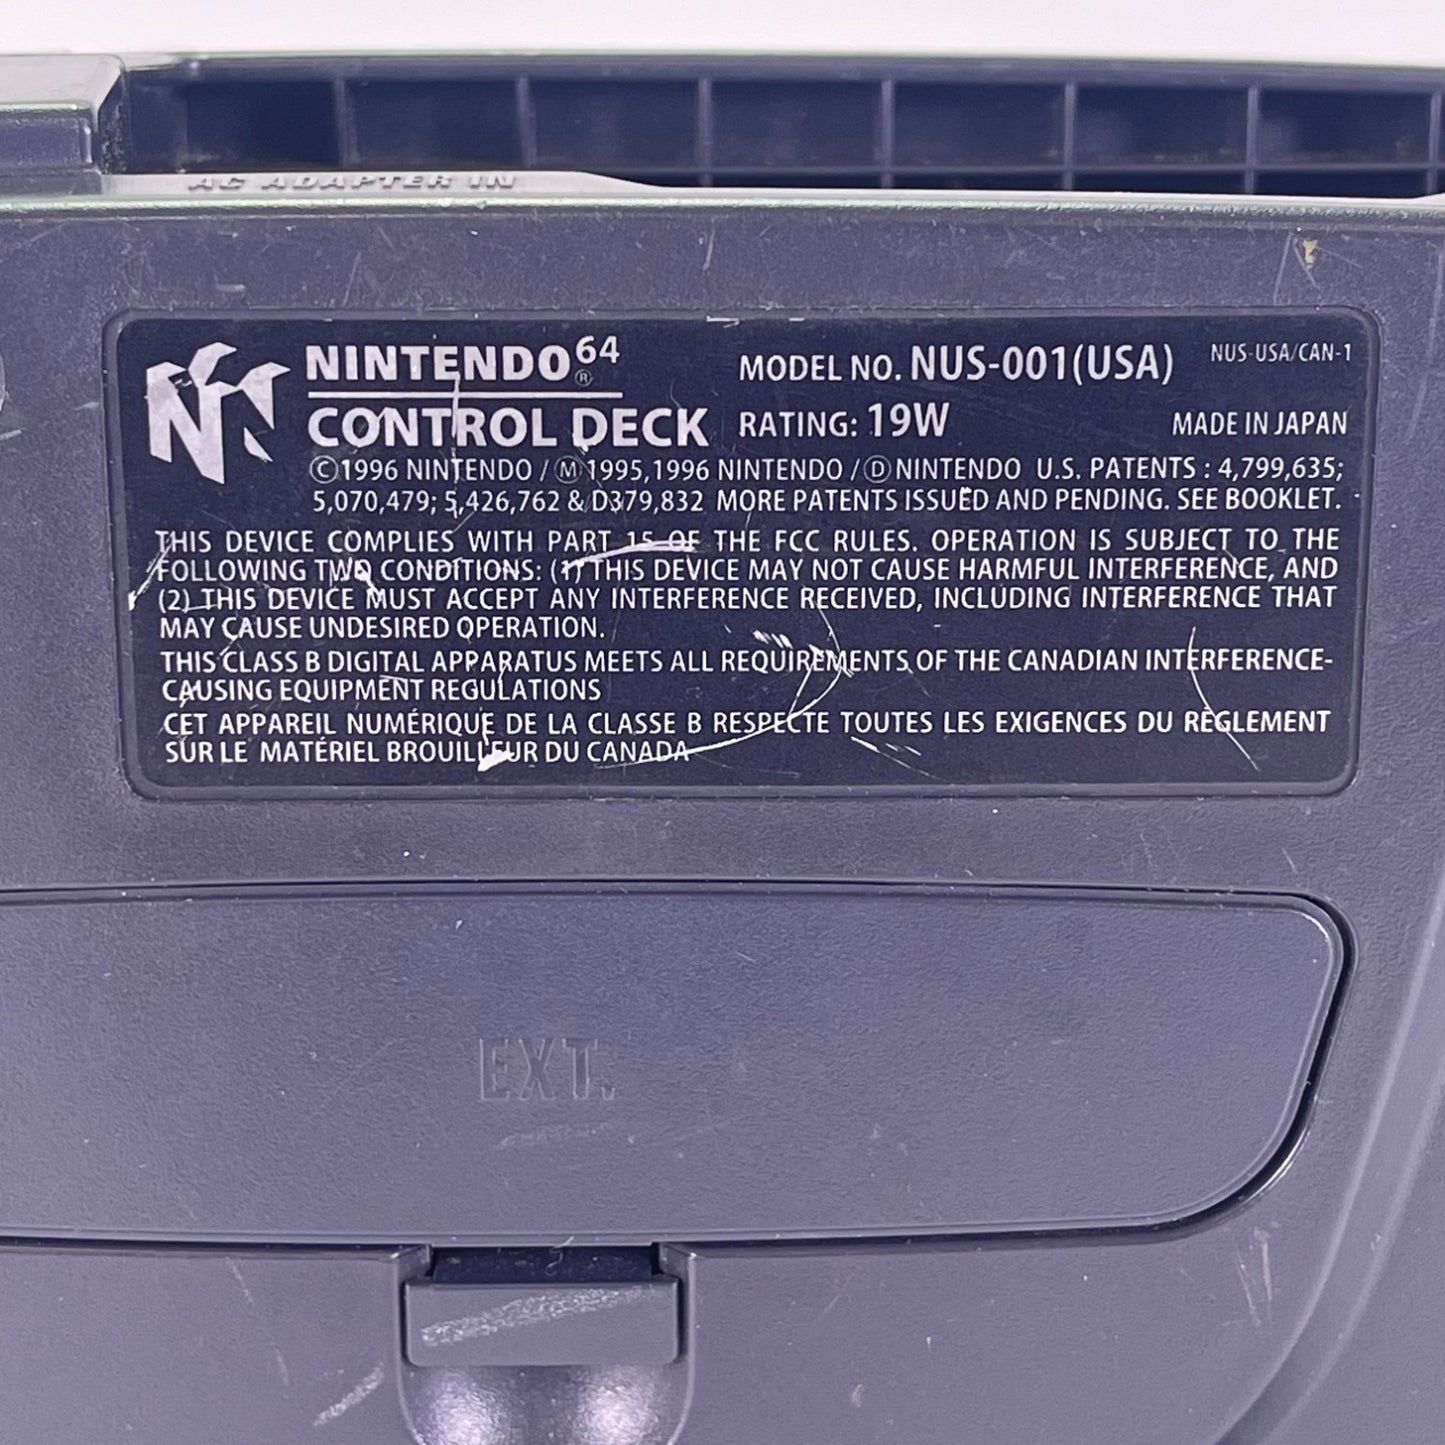 AC ADAPTER IN
NINTENDO64® MODEL NO. NUS-001(USA) NUS-USA/CAN-1
CONTROL DECK RATING: 19W MADE IN JAPAN
Ⓒ1996 NINTENDO / Ⓜ 1995,1996 NINTENDO / ⒹNINTENDO U.S. PATENTS : 4,799,635;
5,070,479; 5,426,762 & D379,832 MORE PATENTS ISSUED AND PENDING. SEE BOOKLET.
THIS DEVICE COMPLIES WITH PART 15 OF THE FCC RULES. OPERATION IS SUBJECT TO THE
FOLLOWING TWO CONDITIONS: (1) THIS DEVICE MAY NOT CAUSE HARMFUL INTERFERENCE, AND
(2) THIS DEVICE MUST ACCEPT ANY INTERFERENCE RECEIVED, INCLUDING INTERFERENCE THAT
MAY CAUSE UNDESIRED OPERATION.
THIS CLASS B DIGITAL APPARATUS MEETS ALL REQUIREMENTS OF THE CANADIAN INTERFERENCE-
CAUSING EQUIPMENT REGULATIONS
CET APPAREIL NUMÉRIQUE DE LA CLASSE B RESPECTE TOUTES LES EXIGENCES DU REGLEMENT
SUR LE MATÉRIEL BROUILLEUR DU CANADA
EXT.